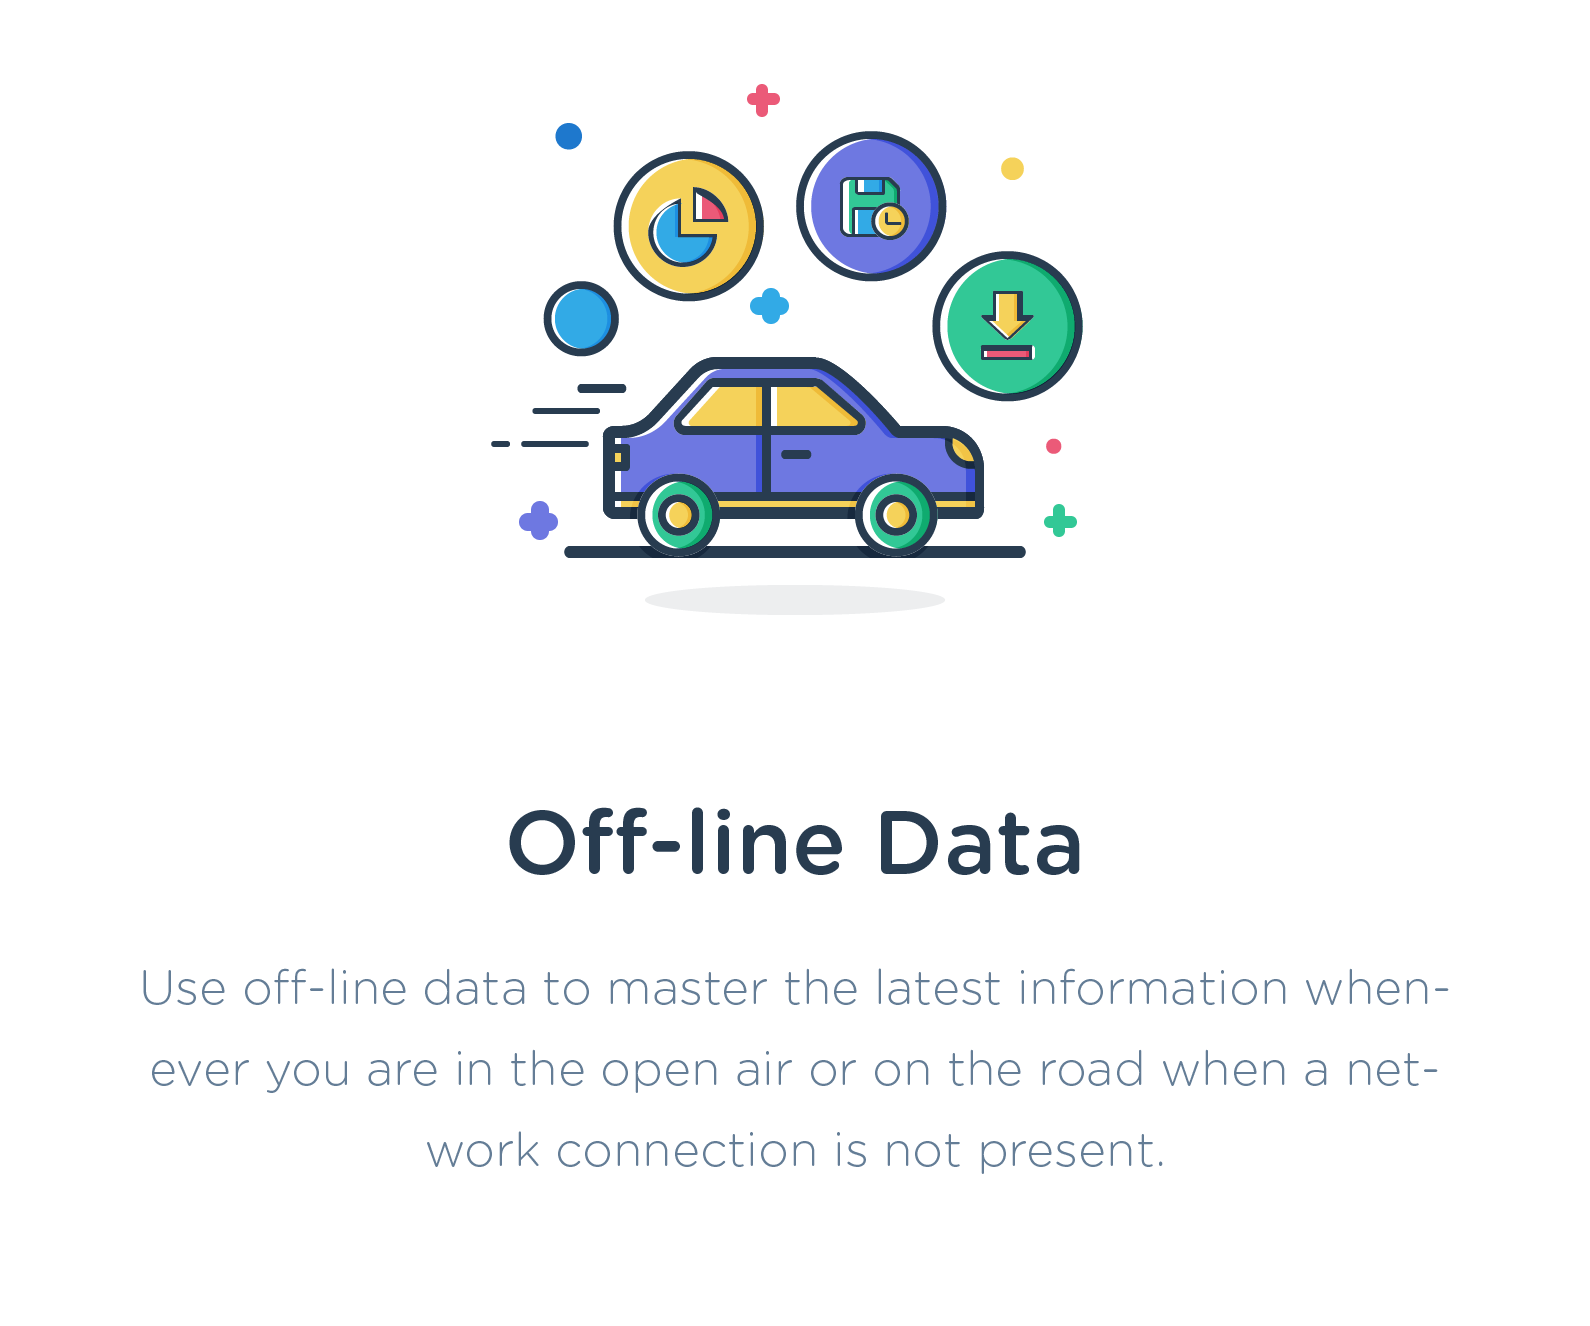 Off-line Data
Use off-line data to master the latest information when-
ever you are in the open air or on the road when a net-
work connection is not present.